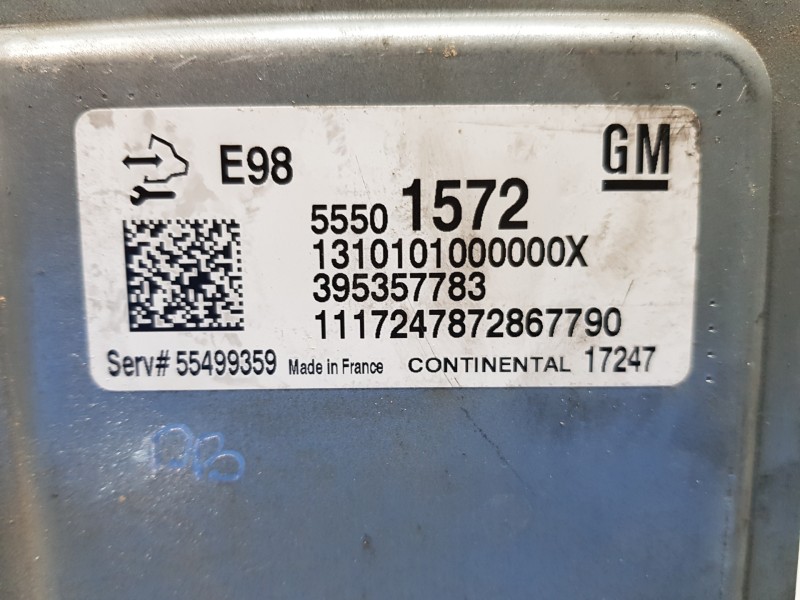 E98
GM
5550 1572
1310101000000X
395357783
1117247872867790
Serv# 55499359 Made in France CONTINENTAL 17247